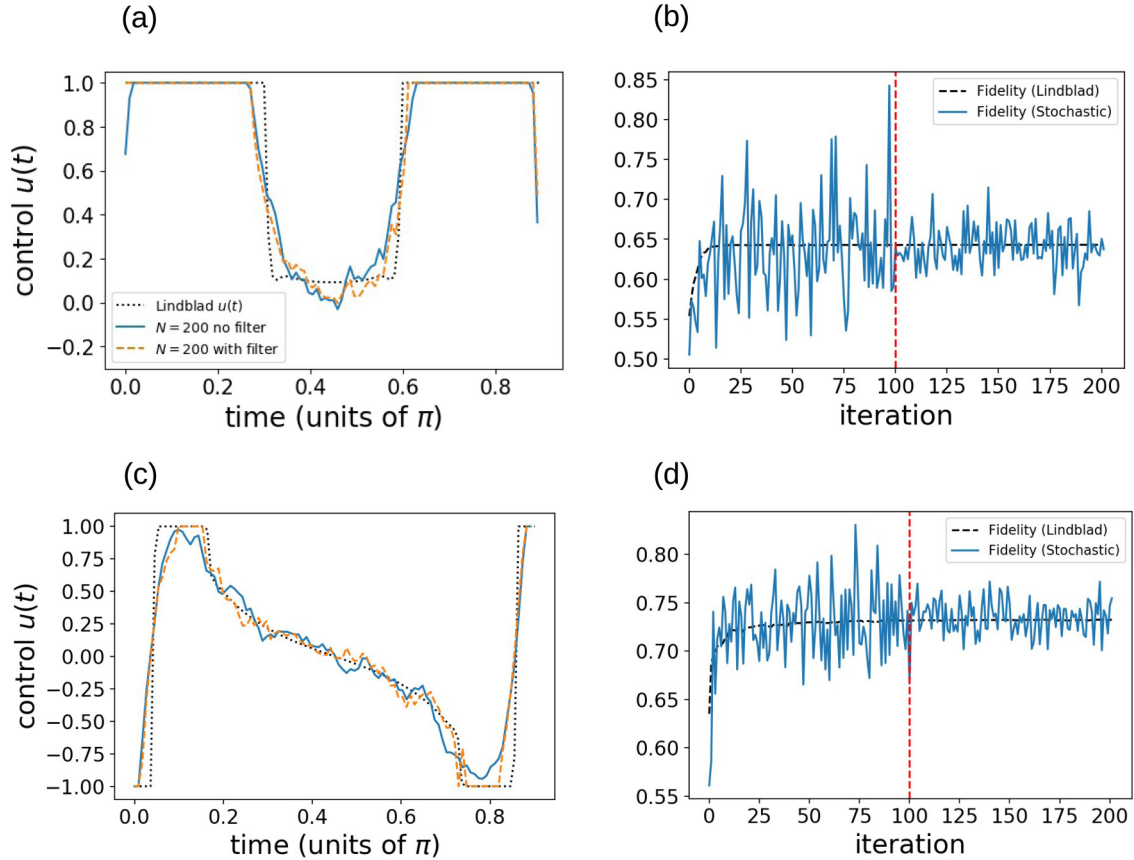 (a)
1.0
0.8
0.6
0.4
0.2
0.0
−0.2
control u(t)
Lindblad u(t)
N = 200 no filter
N = 200 with filter
0.0 0.2 0.4 0.6 0.8
time (units of π)
(b)
0.85
0.80
0.75
0.70
0.65
0.60
0.55
0.50
Fidelity (Lindblad)
Fidelity (Stochastic)
0 25 50 75 100 125 150 175 200
iteration
(c)
1.00
0.75
0.50
0.25
0.00
−0.25
−0.50
−0.75
−1.00
control u(t)
0.0 0.2 0.4 0.6 0.8
time (units of π)
(d)
0.80
0.75
0.70
0.65
0.60
0.55
Fidelity (Lindblad)
Fidelity (Stochastic)
0 25 50 75 100 125 150 175 200
iteration